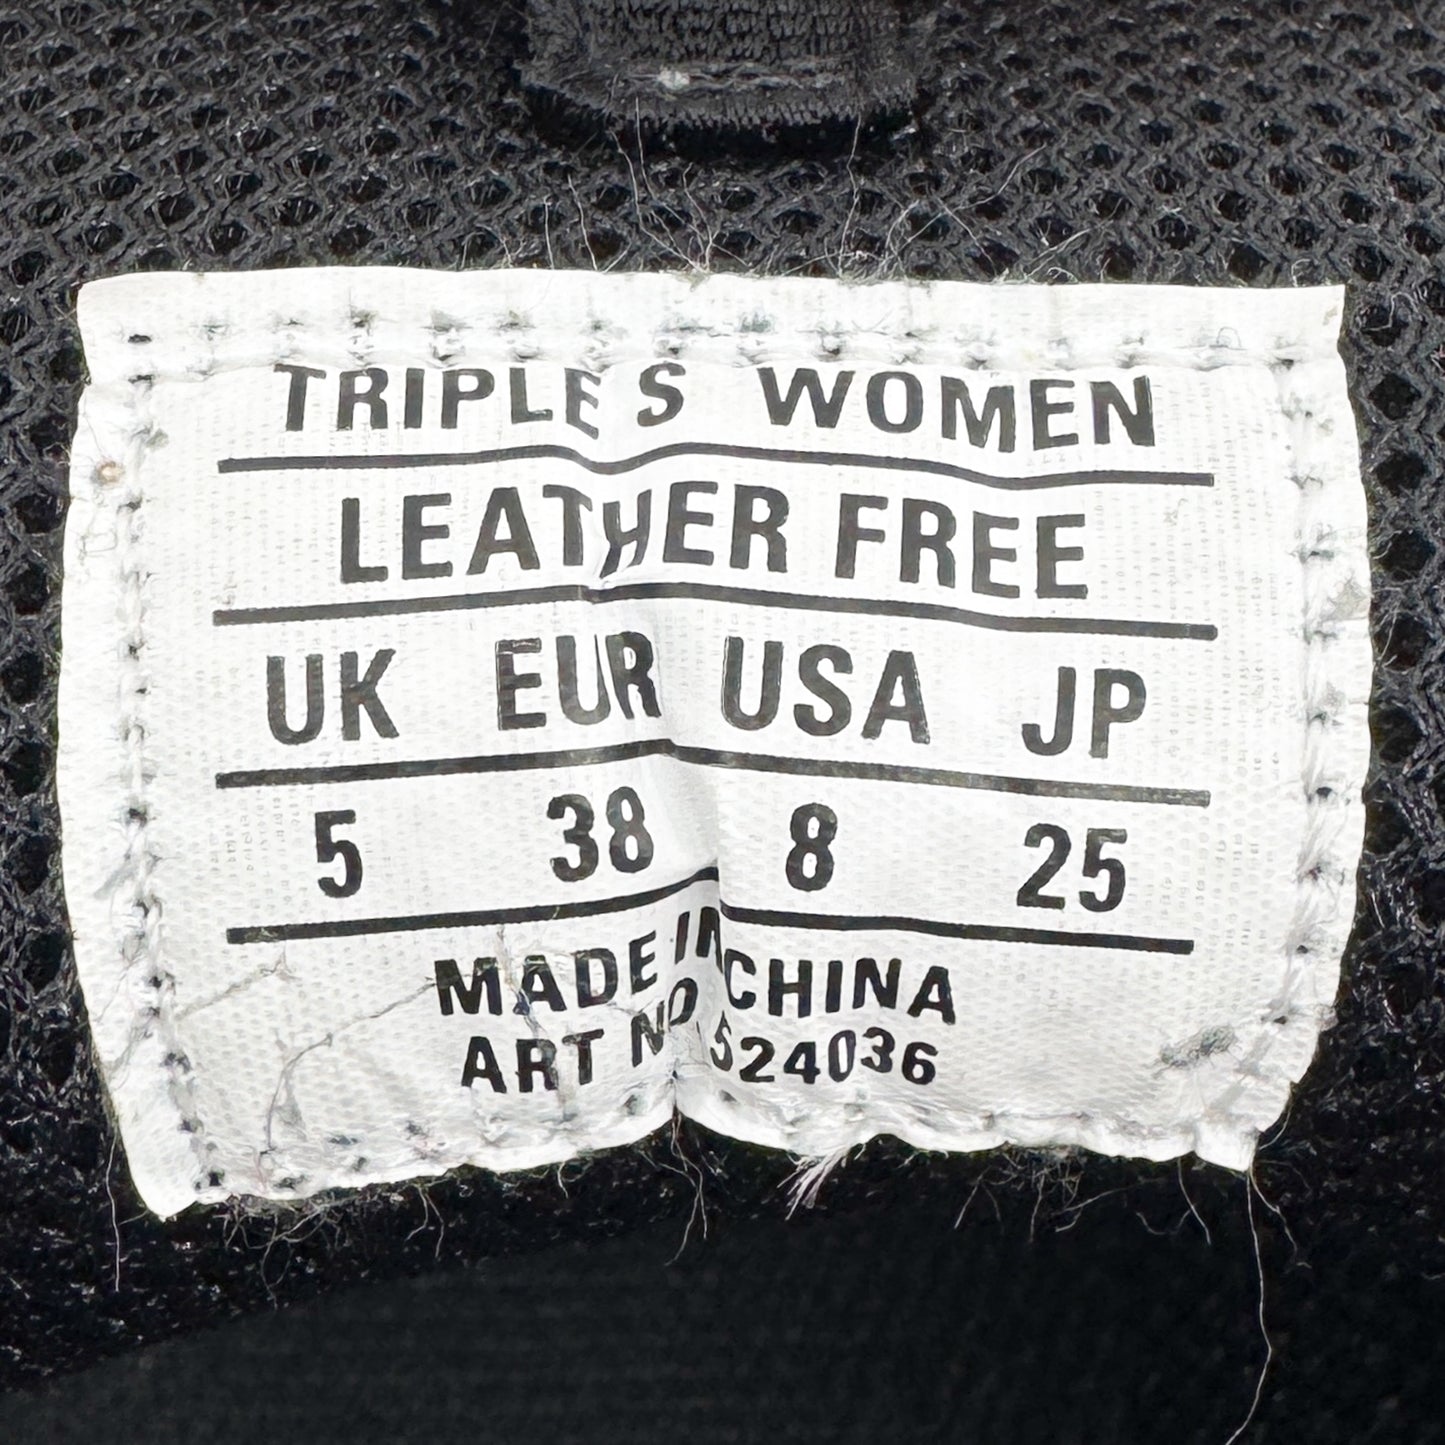 TRIPLE S WOMEN
LEATHER FREE
UK EUR USA JP
5 38 8 25
MADE IN CHINA
ART NO 524036